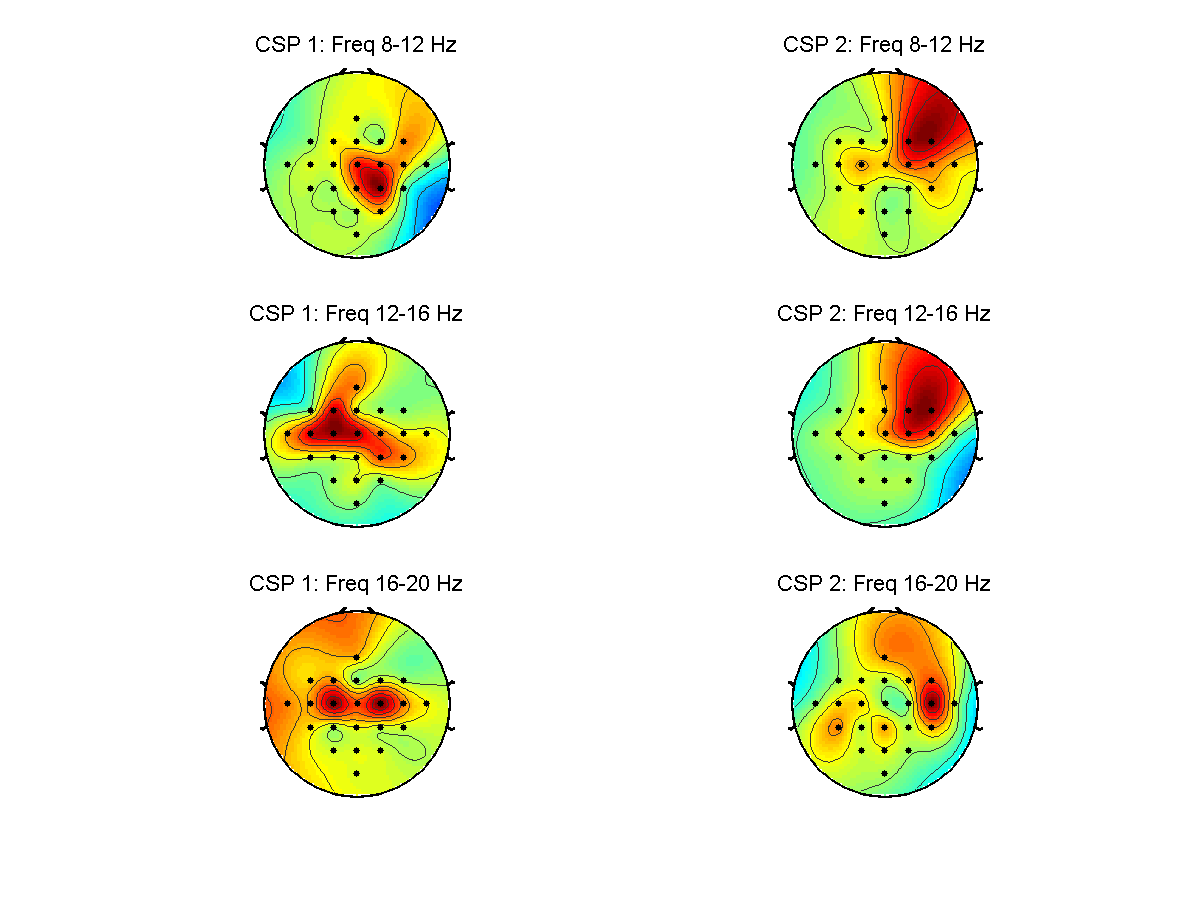 CSP 1: Freq 8-12 Hz
CSP 2: Freq 8-12 Hz
CSP 1: Freq 12-16 Hz
CSP 2: Freq 12-16 Hz
CSP 1: Freq 16-20 Hz
CSP 2: Freq 16-20 Hz